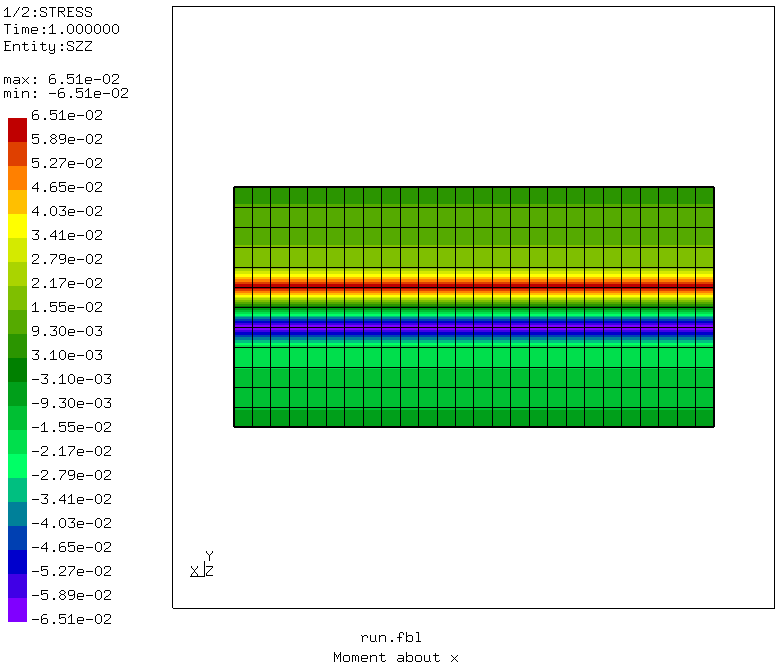 1/2:STRESS
Time:1.000000
Entity:SZZ
max: 6.51e-02
min: -6.51e-02
6.51e-02
5.89e-02
5.27e-02
4.65e-02
4.03e-02
3.41e-02
2.79e-02
2.17e-02
1.55e-02
9.30e-03
3.10e-03
-3.10e-03
-9.30e-03
-1.55e-02
-2.17e-02
-2.79e-02
-3.41e-02
-4.03e-02
-4.65e-02
-5.27e-02
-5.89e-02
-6.51e-02
Y
X Z
run.fbl
Moment about x